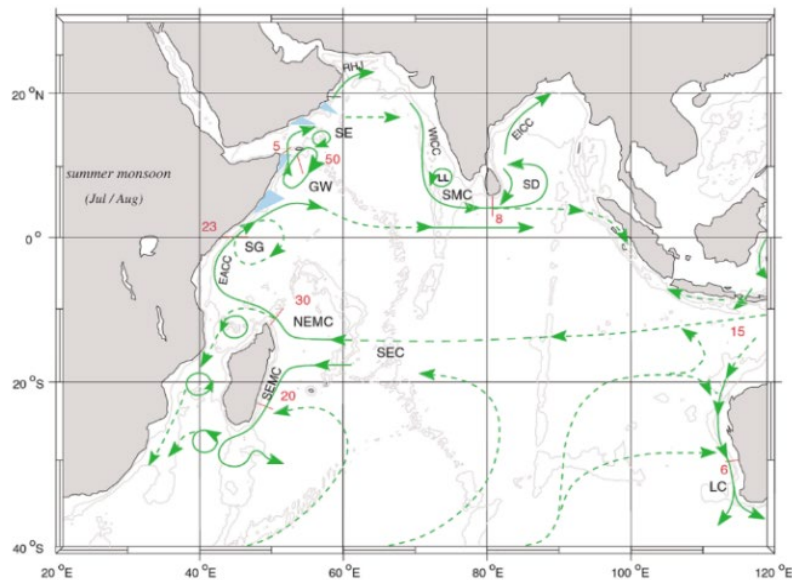 20 °N
0°
20 °S
40 °S
20 °E
40 °E
60 °E
80 °E
100 °E
120 °E
summer monsoon
(Jul / Aug)
RHJ
SE
5
50
GW
WICC
LL
SMC
EICC
SD
8
23
SG
EACC
30
NEMC
SEC
15
SEMC
20
6
LC